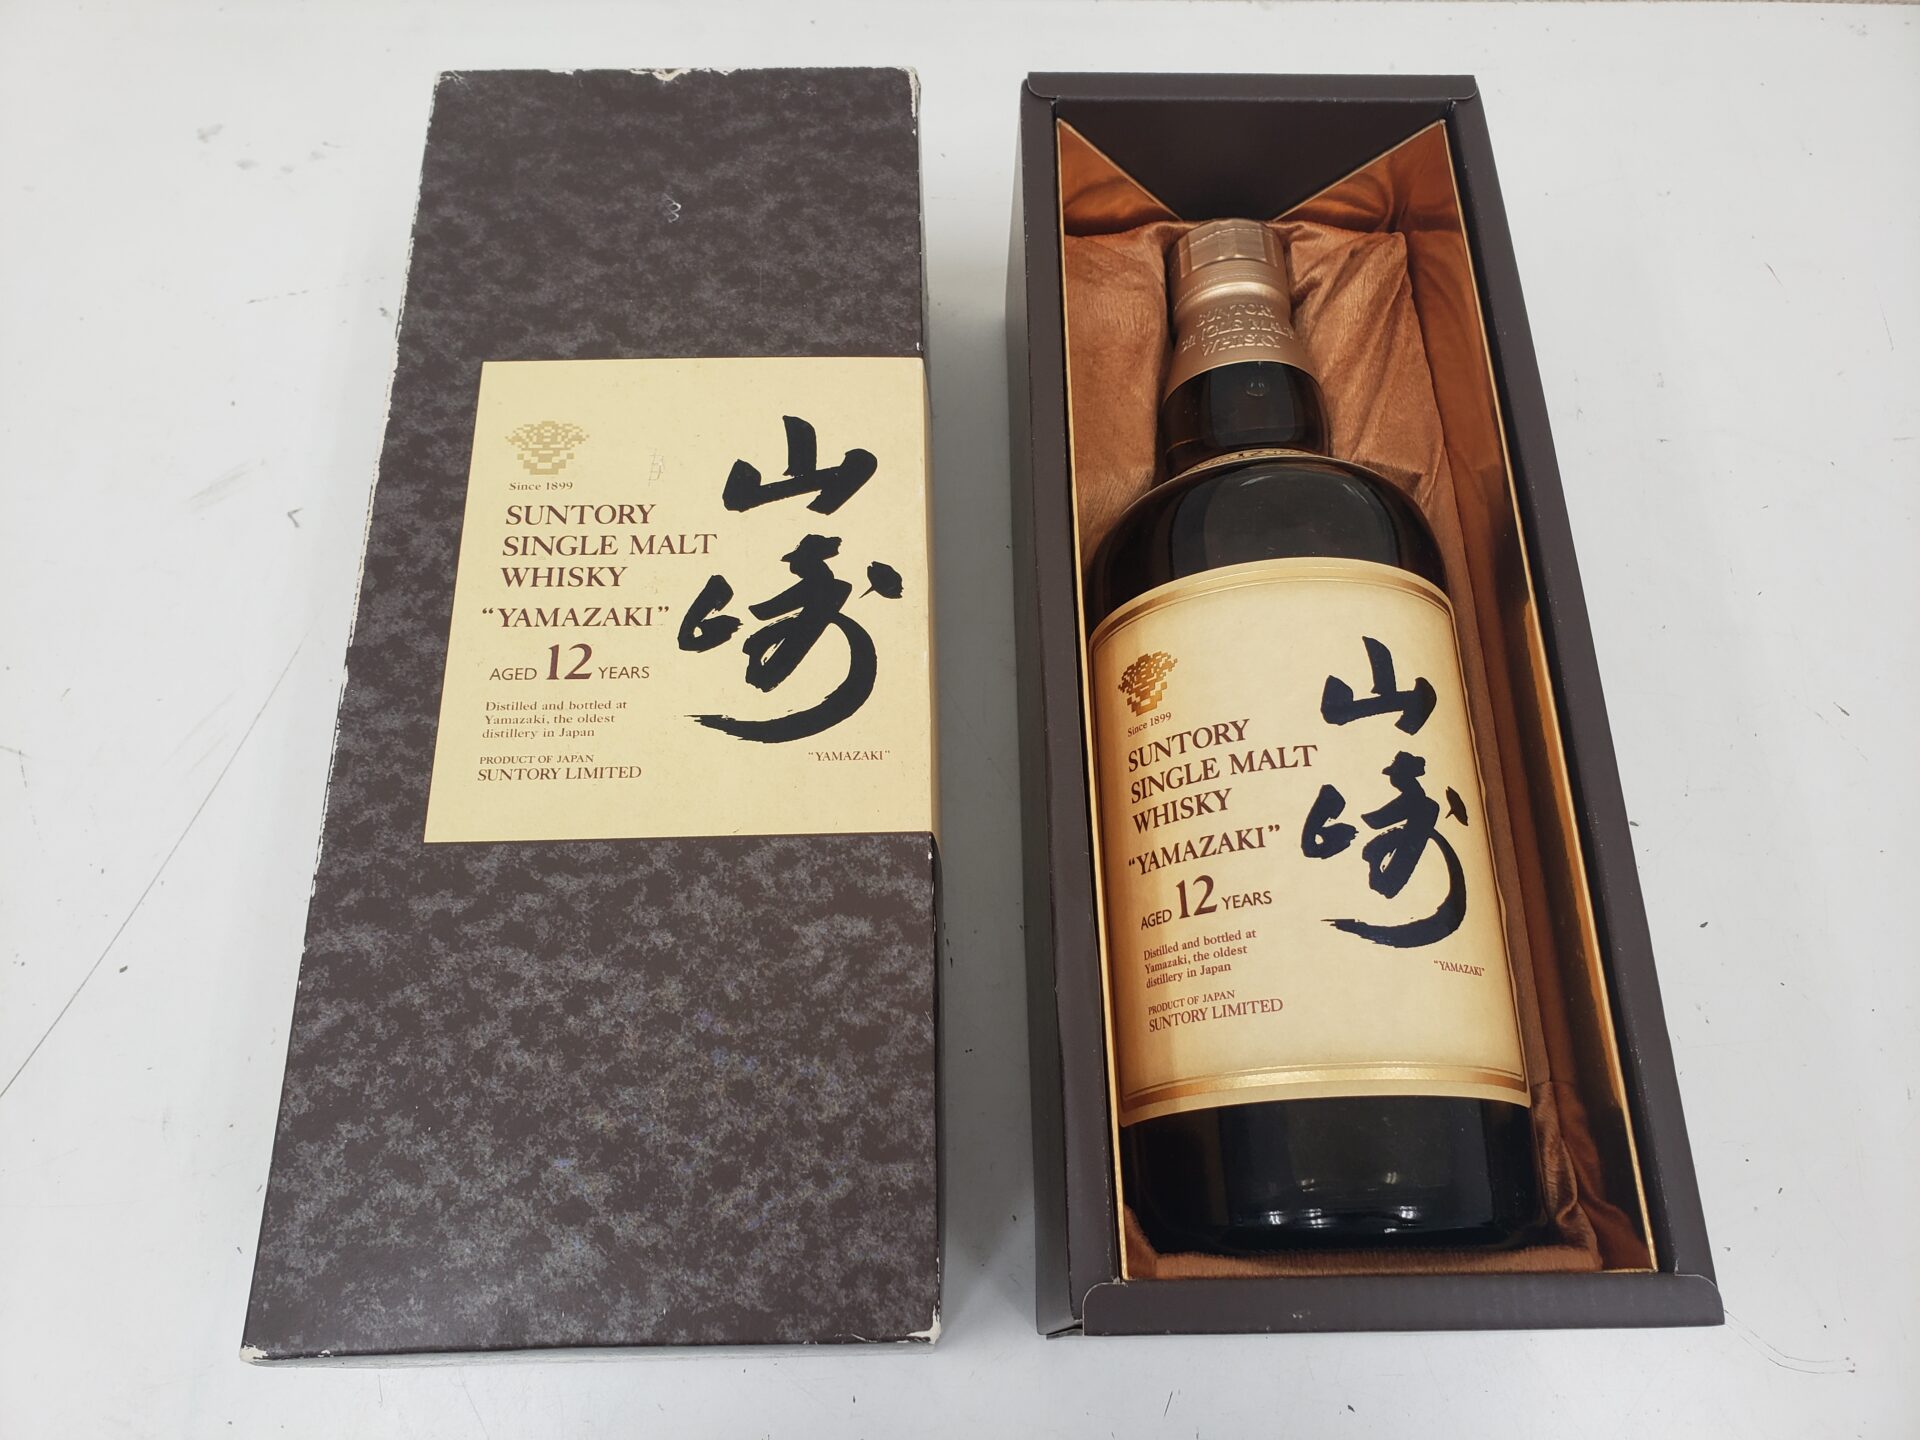 Since 1899
SUNTORY
SINGLE MALT
WHISKY
"YAMAZAKI"
AGED 12 YEARS
Distilled and bottled at
Yamazaki, the oldest
distillery in Japan
PRODUCT OF JAPAN
SUNTORY LIMITED
山崎
"YAMAZAKI"
SUNTORY
SINGLE MALT
WHISKY
12
Since 1899
SUNTORY
SINGLE MALT
WHISKY
"YAMAZAKI"
AGED 12 YEARS
Distilled and bottled at
Yamazaki, the oldest
distillery in Japan
PRODUCT OF JAPAN
SUNTORY LIMITED
山崎
"YAMAZAKI"